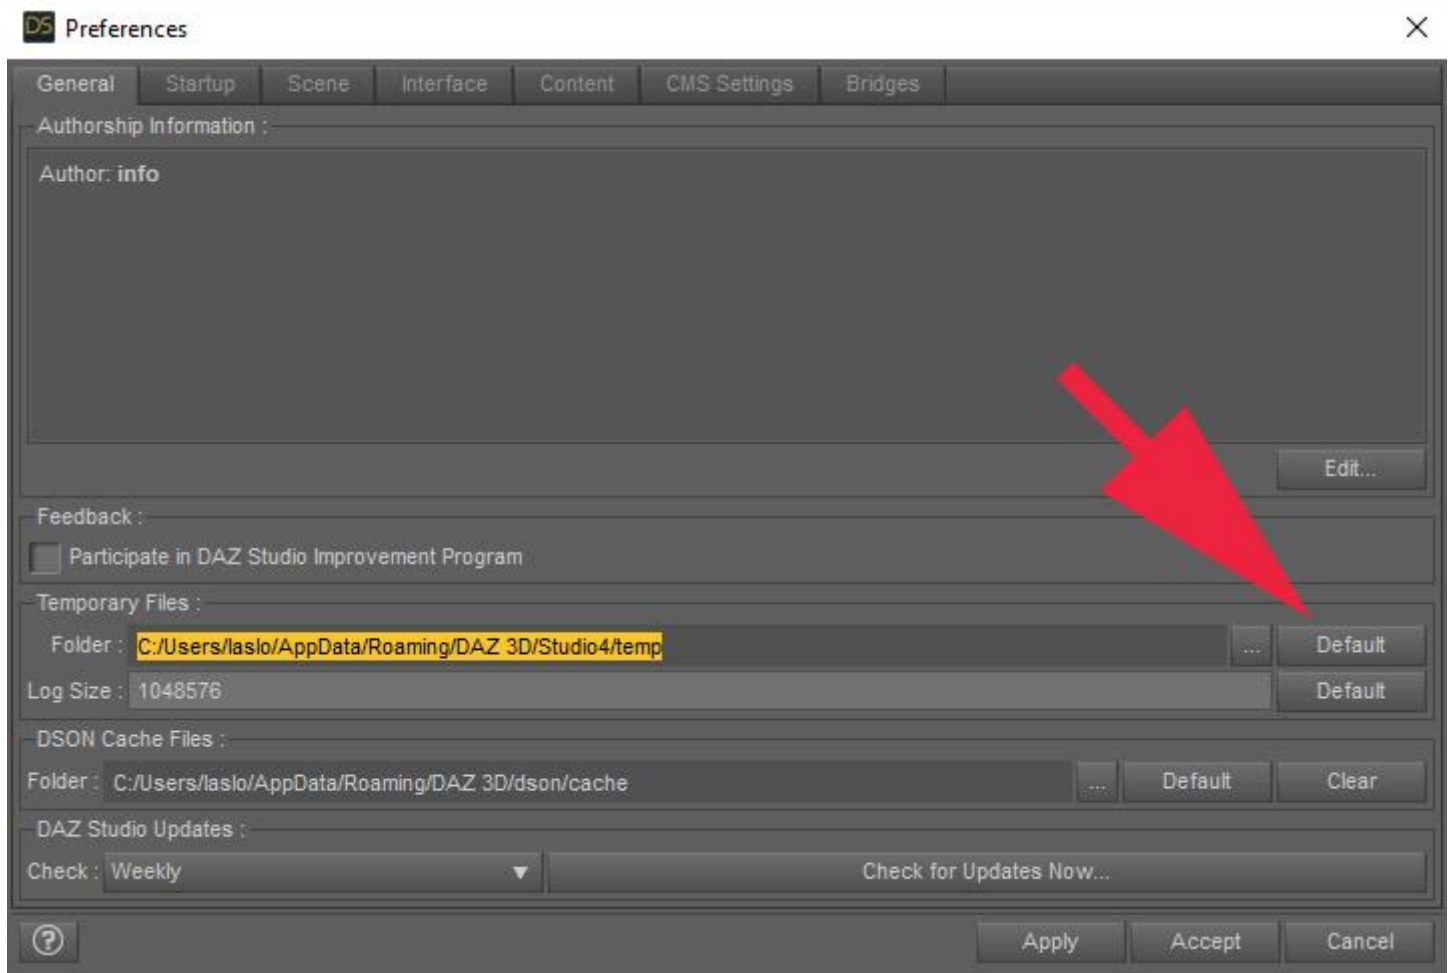 DS Preferences
General Startup Scene Interface Content CMS Settings Bridges
Authorship Information :
Author: info
Edit...
Feedback :
Participate in DAZ Studio Improvement Program
Temporary Files :
Folder : C:/Users/laslo/AppData/Roaming/DAZ 3D/Studio4/temp ... Default
Log Size : 1048576 Default
DSON Cache Files :
Folder : C:/Users/laslo/AppData/Roaming/DAZ 3D/dson/cache ... Default Clear
DAZ Studio Updates :
Check : Weekly Check for Updates Now...
? Apply Accept Cancel